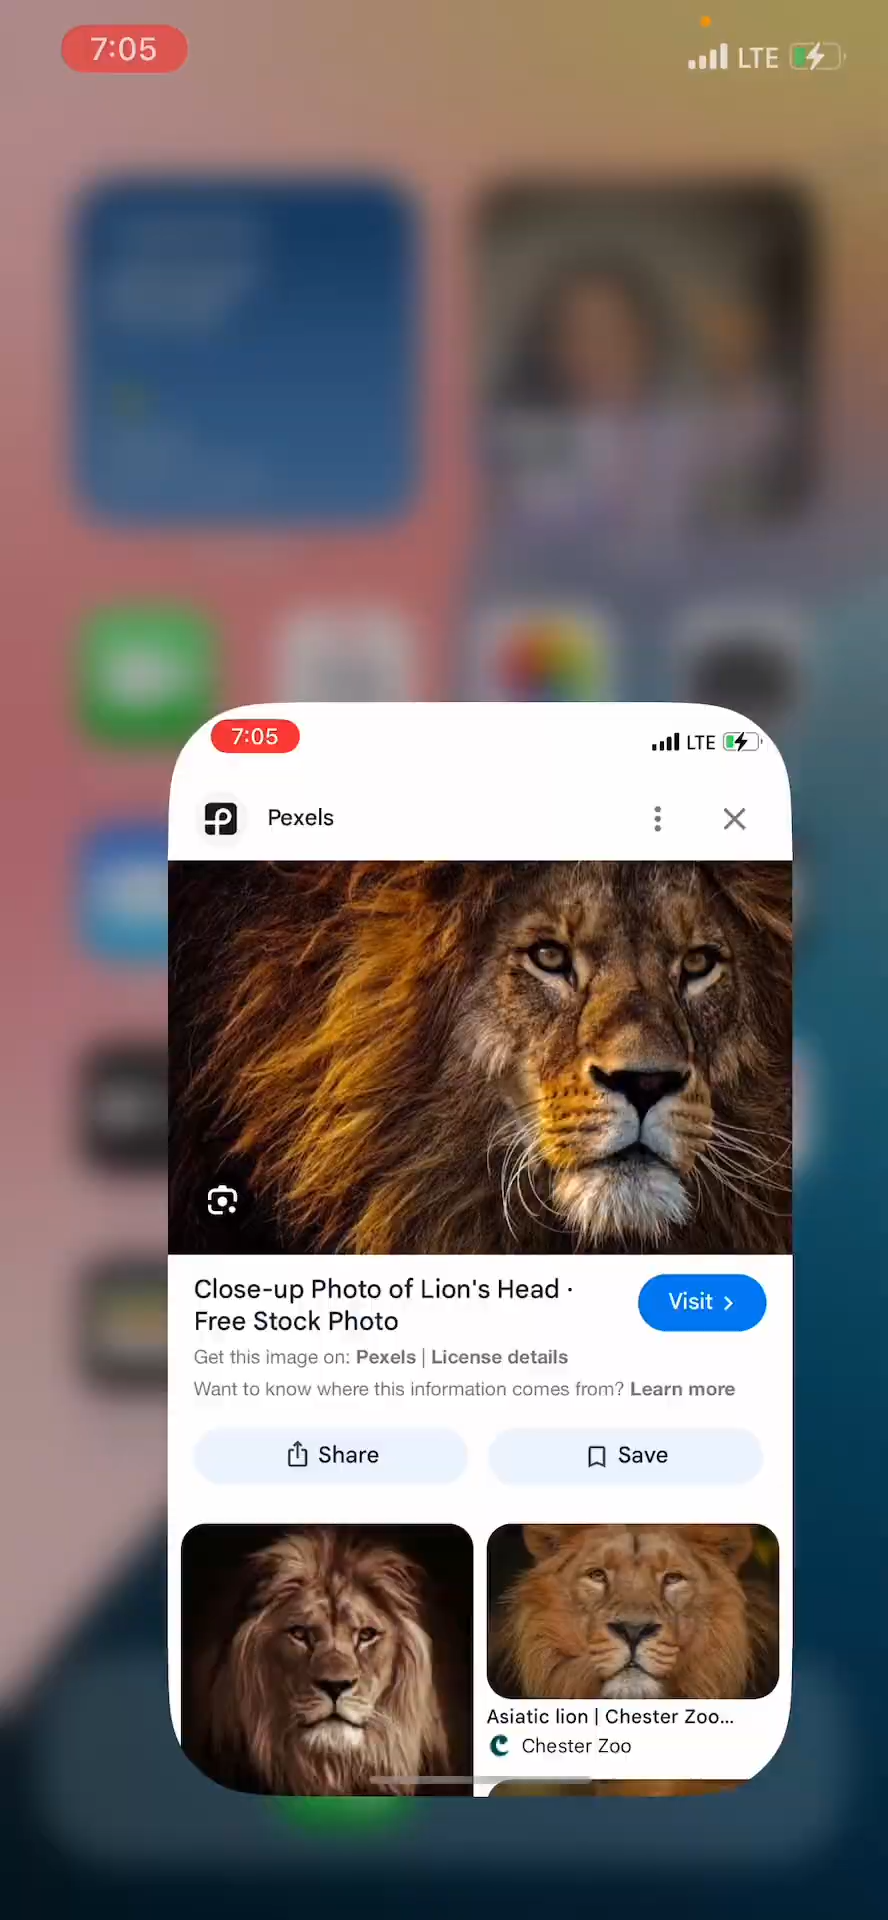 7:05
LTE
7:05
LTE
Pexels
Close-up Photo of Lion's Head ·
Free Stock Photo
Visit
Get this image on: Pexels | License details
Want to know where this information comes from? Learn more
Share
Save
Asiatic lion | Chester Zoo...
Chester Zoo